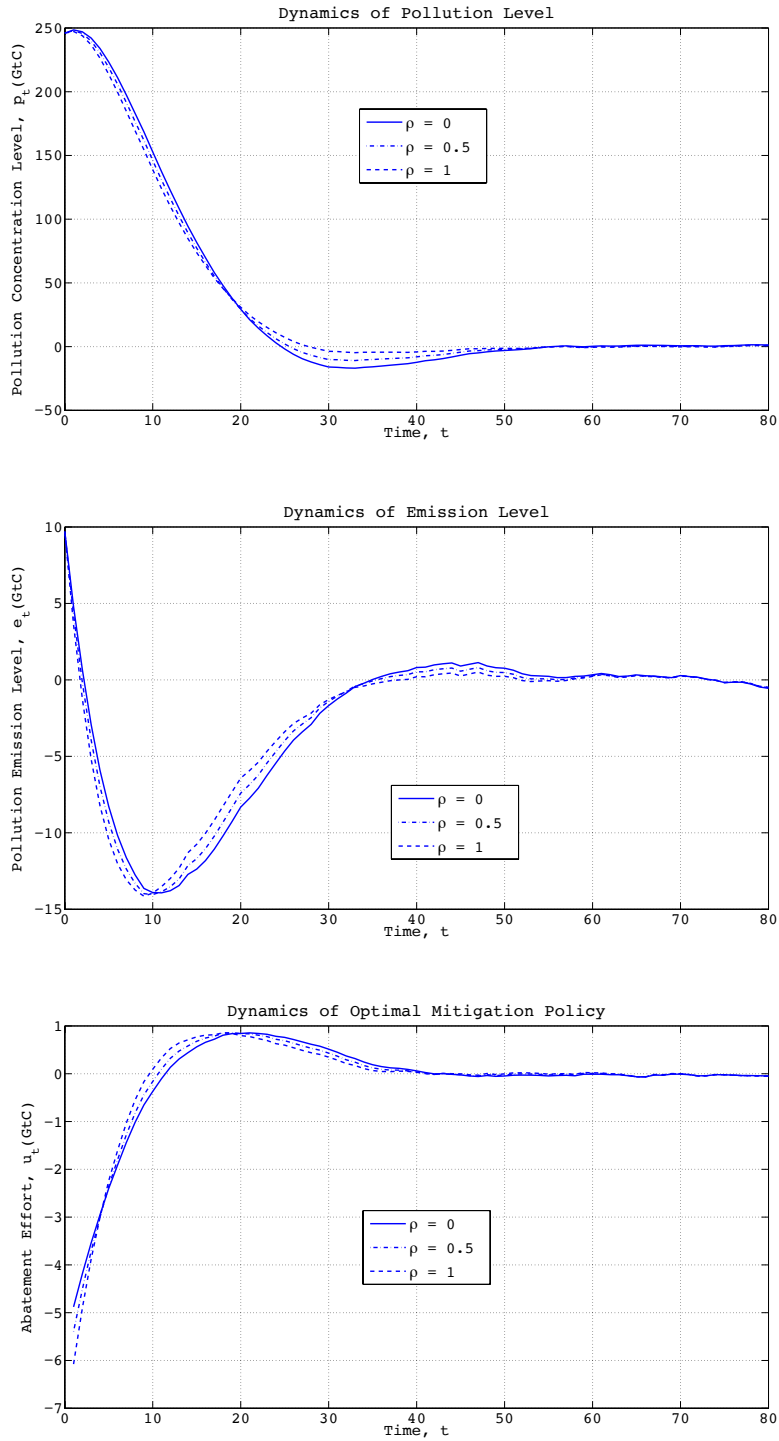 Dynamics of Pollution Level
Pollution Concentration Level, p_t(GtC)
250
200
150
100
50
0
−50
ρ = 0
ρ = 0.5
ρ = 1
0 10 20 30 40 50 60 70 80
Time, t
Dynamics of Emission Level
Pollution Emission Level, e_t(GtC)
10
5
0
−5
−10
−15
ρ = 0
ρ = 0.5
ρ = 1
0 10 20 30 40 50 60 70 80
Time, t
Dynamics of Optimal Mitigation Policy
Abatement Effort, u_t(GtC)
1
0
−1
−2
−3
−4
−5
−6
−7
ρ = 0
ρ = 0.5
ρ = 1
0 10 20 30 40 50 60 70 80
Time, t